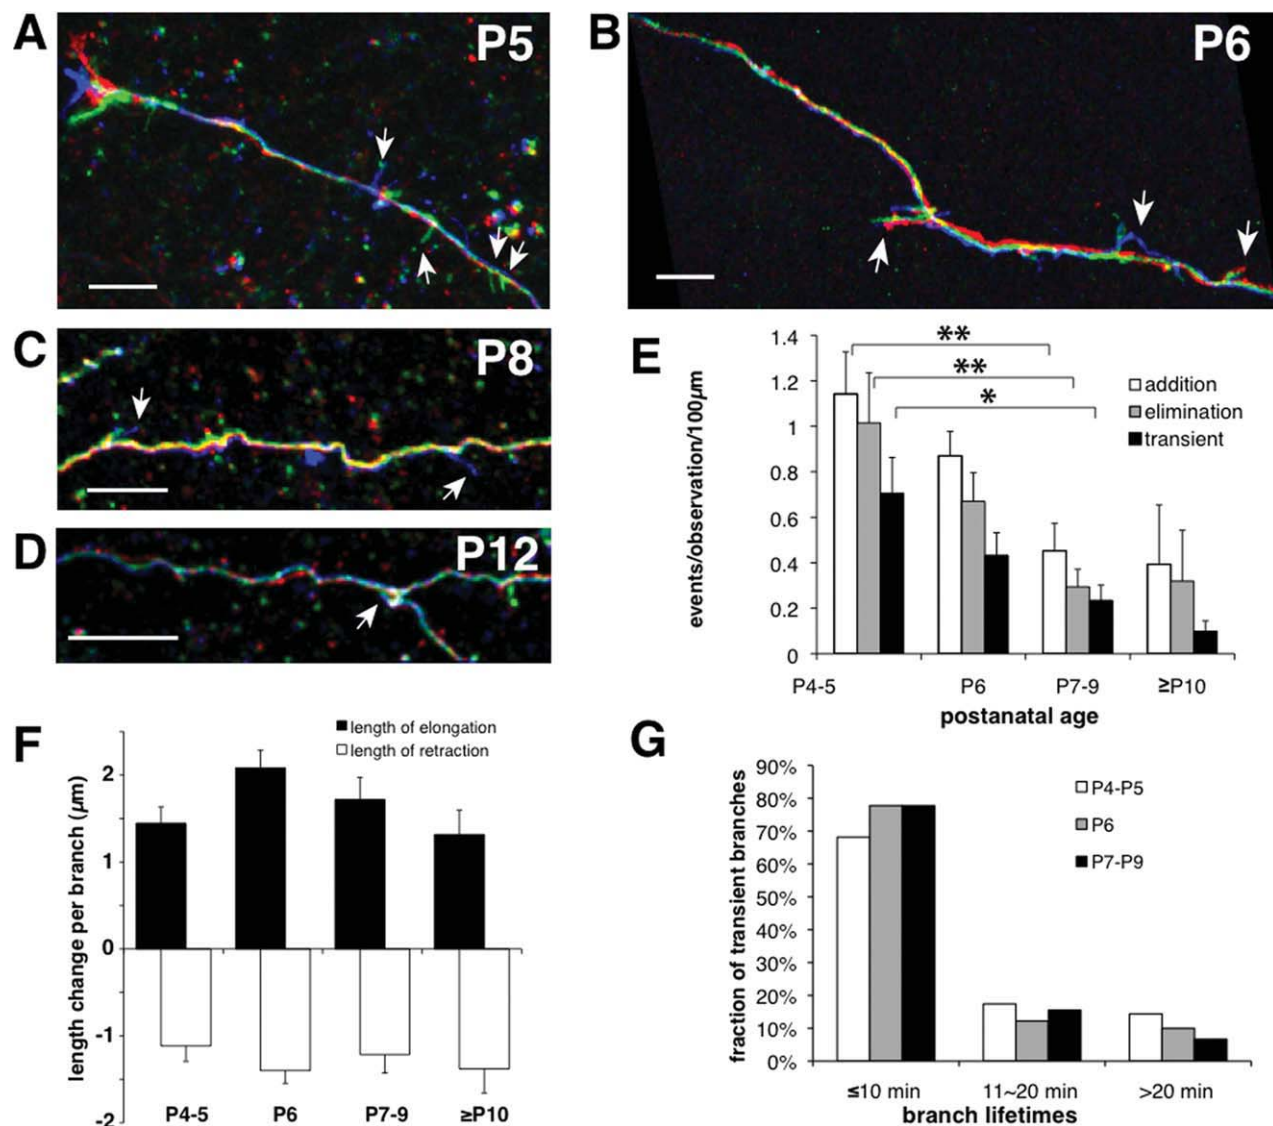 A
P5
B
P6
C
P8
D
P12
E
1.4
1.2
1
0.8
0.6
0.4
0.2
0
events/observation/100µm
**
**
*
addition
elimination
transient
P4-5
P6
P7-9
≥P10
postanatal age
F
length of elongation
length of retraction
length change per branch (µm)
2
1
0
-1
-2
P4-5
P6
P7-9
≥P10
G
fraction of transient branches
90%
80%
70%
60%
50%
40%
30%
20%
10%
0%
P4-P5
P6
P7-P9
≤10 min
11~20 min
>20 min
branch lifetimes